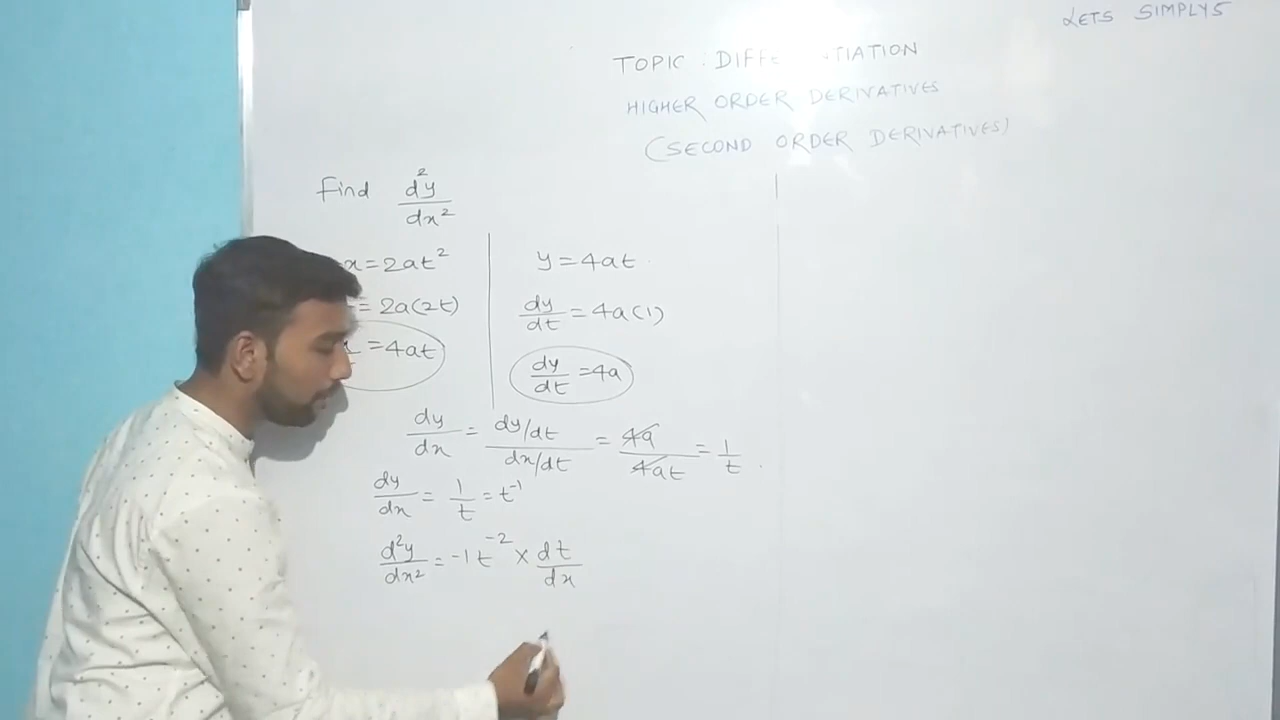 LETS SIMPLY5
TOPIC : DIFFE TIATION
HIGHER ORDER DERIVATIVES
(SECOND ORDER DERIVATIVES)
Find d²y/dx²
x=2at²
= 2a(2t)
=4at
y=4at.
dy/dt = 4a(1)
dy/dt =4a
dy/dx = (dy/dt)/(dx/dt) = 4a/4at = 1/t.
dy/dx = 1/t = t⁻¹
d²y/dx² = -1t⁻² × dt/dx